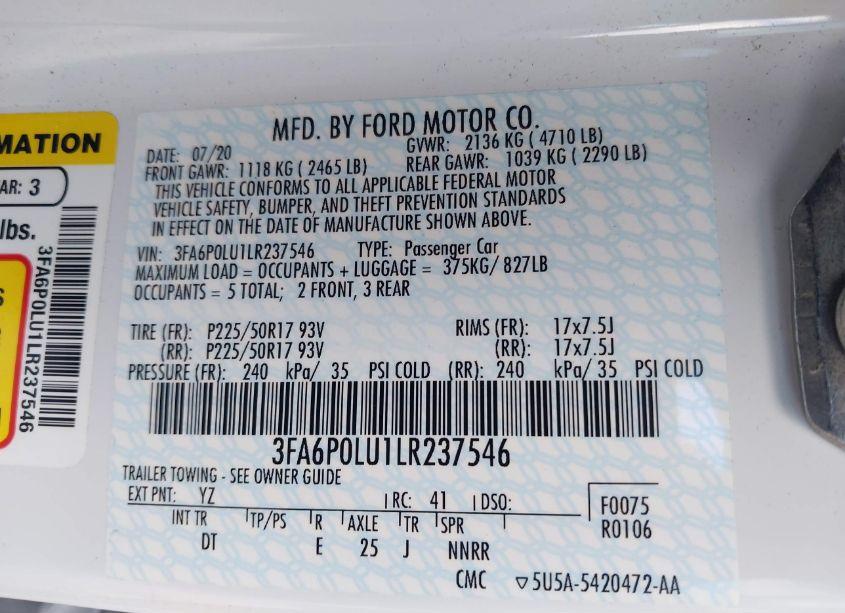 MATION
AR: 3
lbs.
3FA6P0LU1LR237546
MFD. BY FORD MOTOR CO.
DATE: 07/20 GVWR: 2136 KG ( 4710 LB)
FRONT GAWR: 1118 KG ( 2465 LB) REAR GAWR: 1039 KG ( 2290 LB)
THIS VEHICLE CONFORMS TO ALL APPLICABLE FEDERAL MOTOR
VEHICLE SAFETY, BUMPER, AND THEFT PREVENTION STANDARDS
IN EFFECT ON THE DATE OF MANUFACTURE SHOWN ABOVE.
VIN: 3FA6P0LU1LR237546 TYPE: Passenger Car
MAXIMUM LOAD = OCCUPANTS + LUGGAGE = 375KG/ 827LB
OCCUPANTS = 5 TOTAL; 2 FRONT, 3 REAR
TIRE (FR): P225/50R17 93V RIMS (FR): 17x7.5J
(RR): P225/50R17 93V (RR): 17x7.5J
PRESSURE (FR): 240 kPa/ 35 PSI COLD (RR): 240 kPa/ 35 PSI COLD
3FA6P0LU1LR237546
TRAILER TOWING - SEE OWNER GUIDE
EXT PNT: YZ RC: 41 DSO: F0075
INT TR TP/PS R AXLE TR SPR R0106
DT E 25 J NNRR
CMC ▽5U5A-5420472-AA